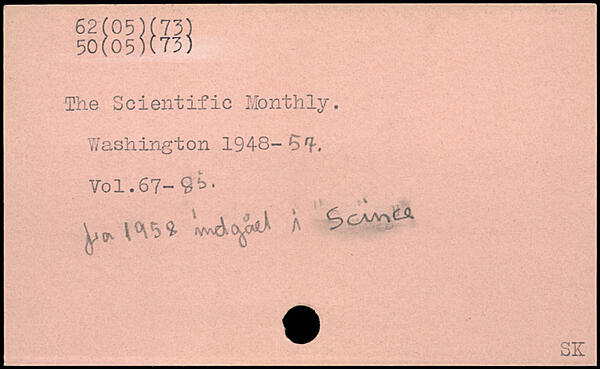 62(05)(73)
50(05)(73)
The Scientific Monthly.
Washington 1948-57.
Vol.67-85.
fra 1958 indgået i "Scince"
SK